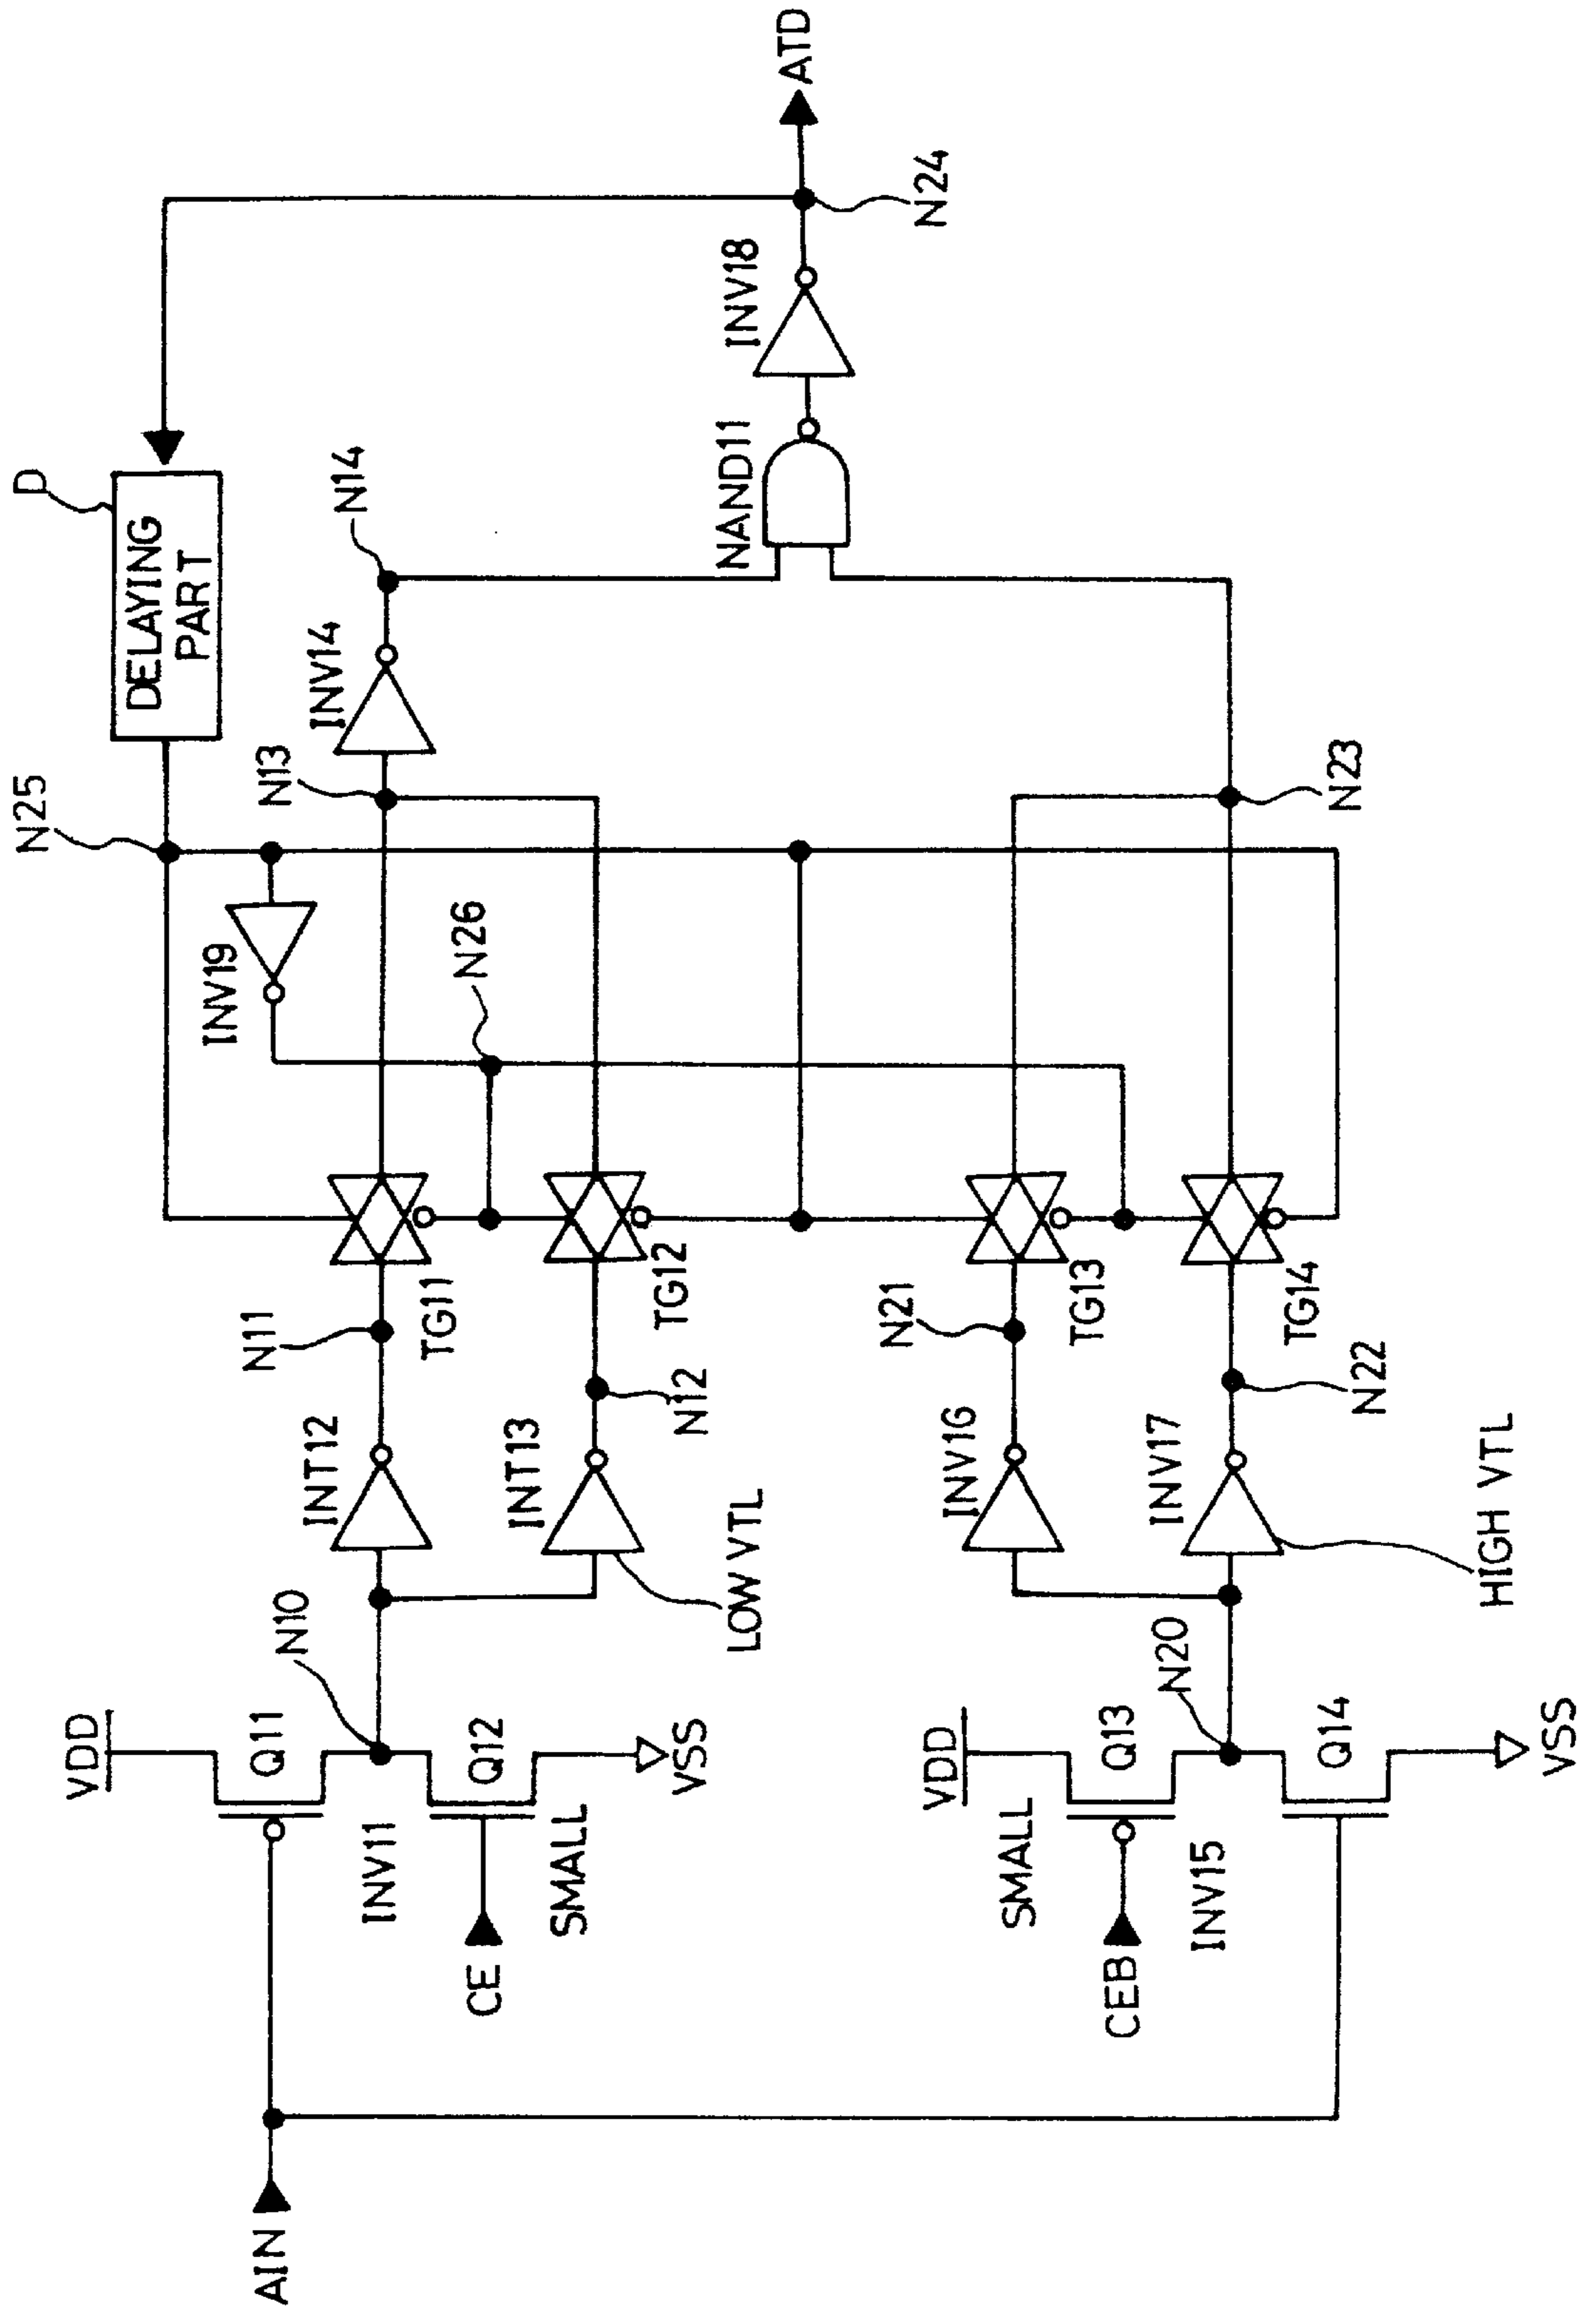 AIN
VDD
Q11
N10
INV11
Q12
CE
SMALL
VSS
VDD
SMALL
Q13
N20
CEB
INV15
Q14
VSS
INT12
N11
INT13
LOW VTL
N12
INV16
N21
INV17
HIGH VTL
N22
TG11
TG12
TG13
TG14
N25
INV19
N26
N13
INV14
N14
N23
D
DELAYING
PART
NAND11
INV18
N24
ATD